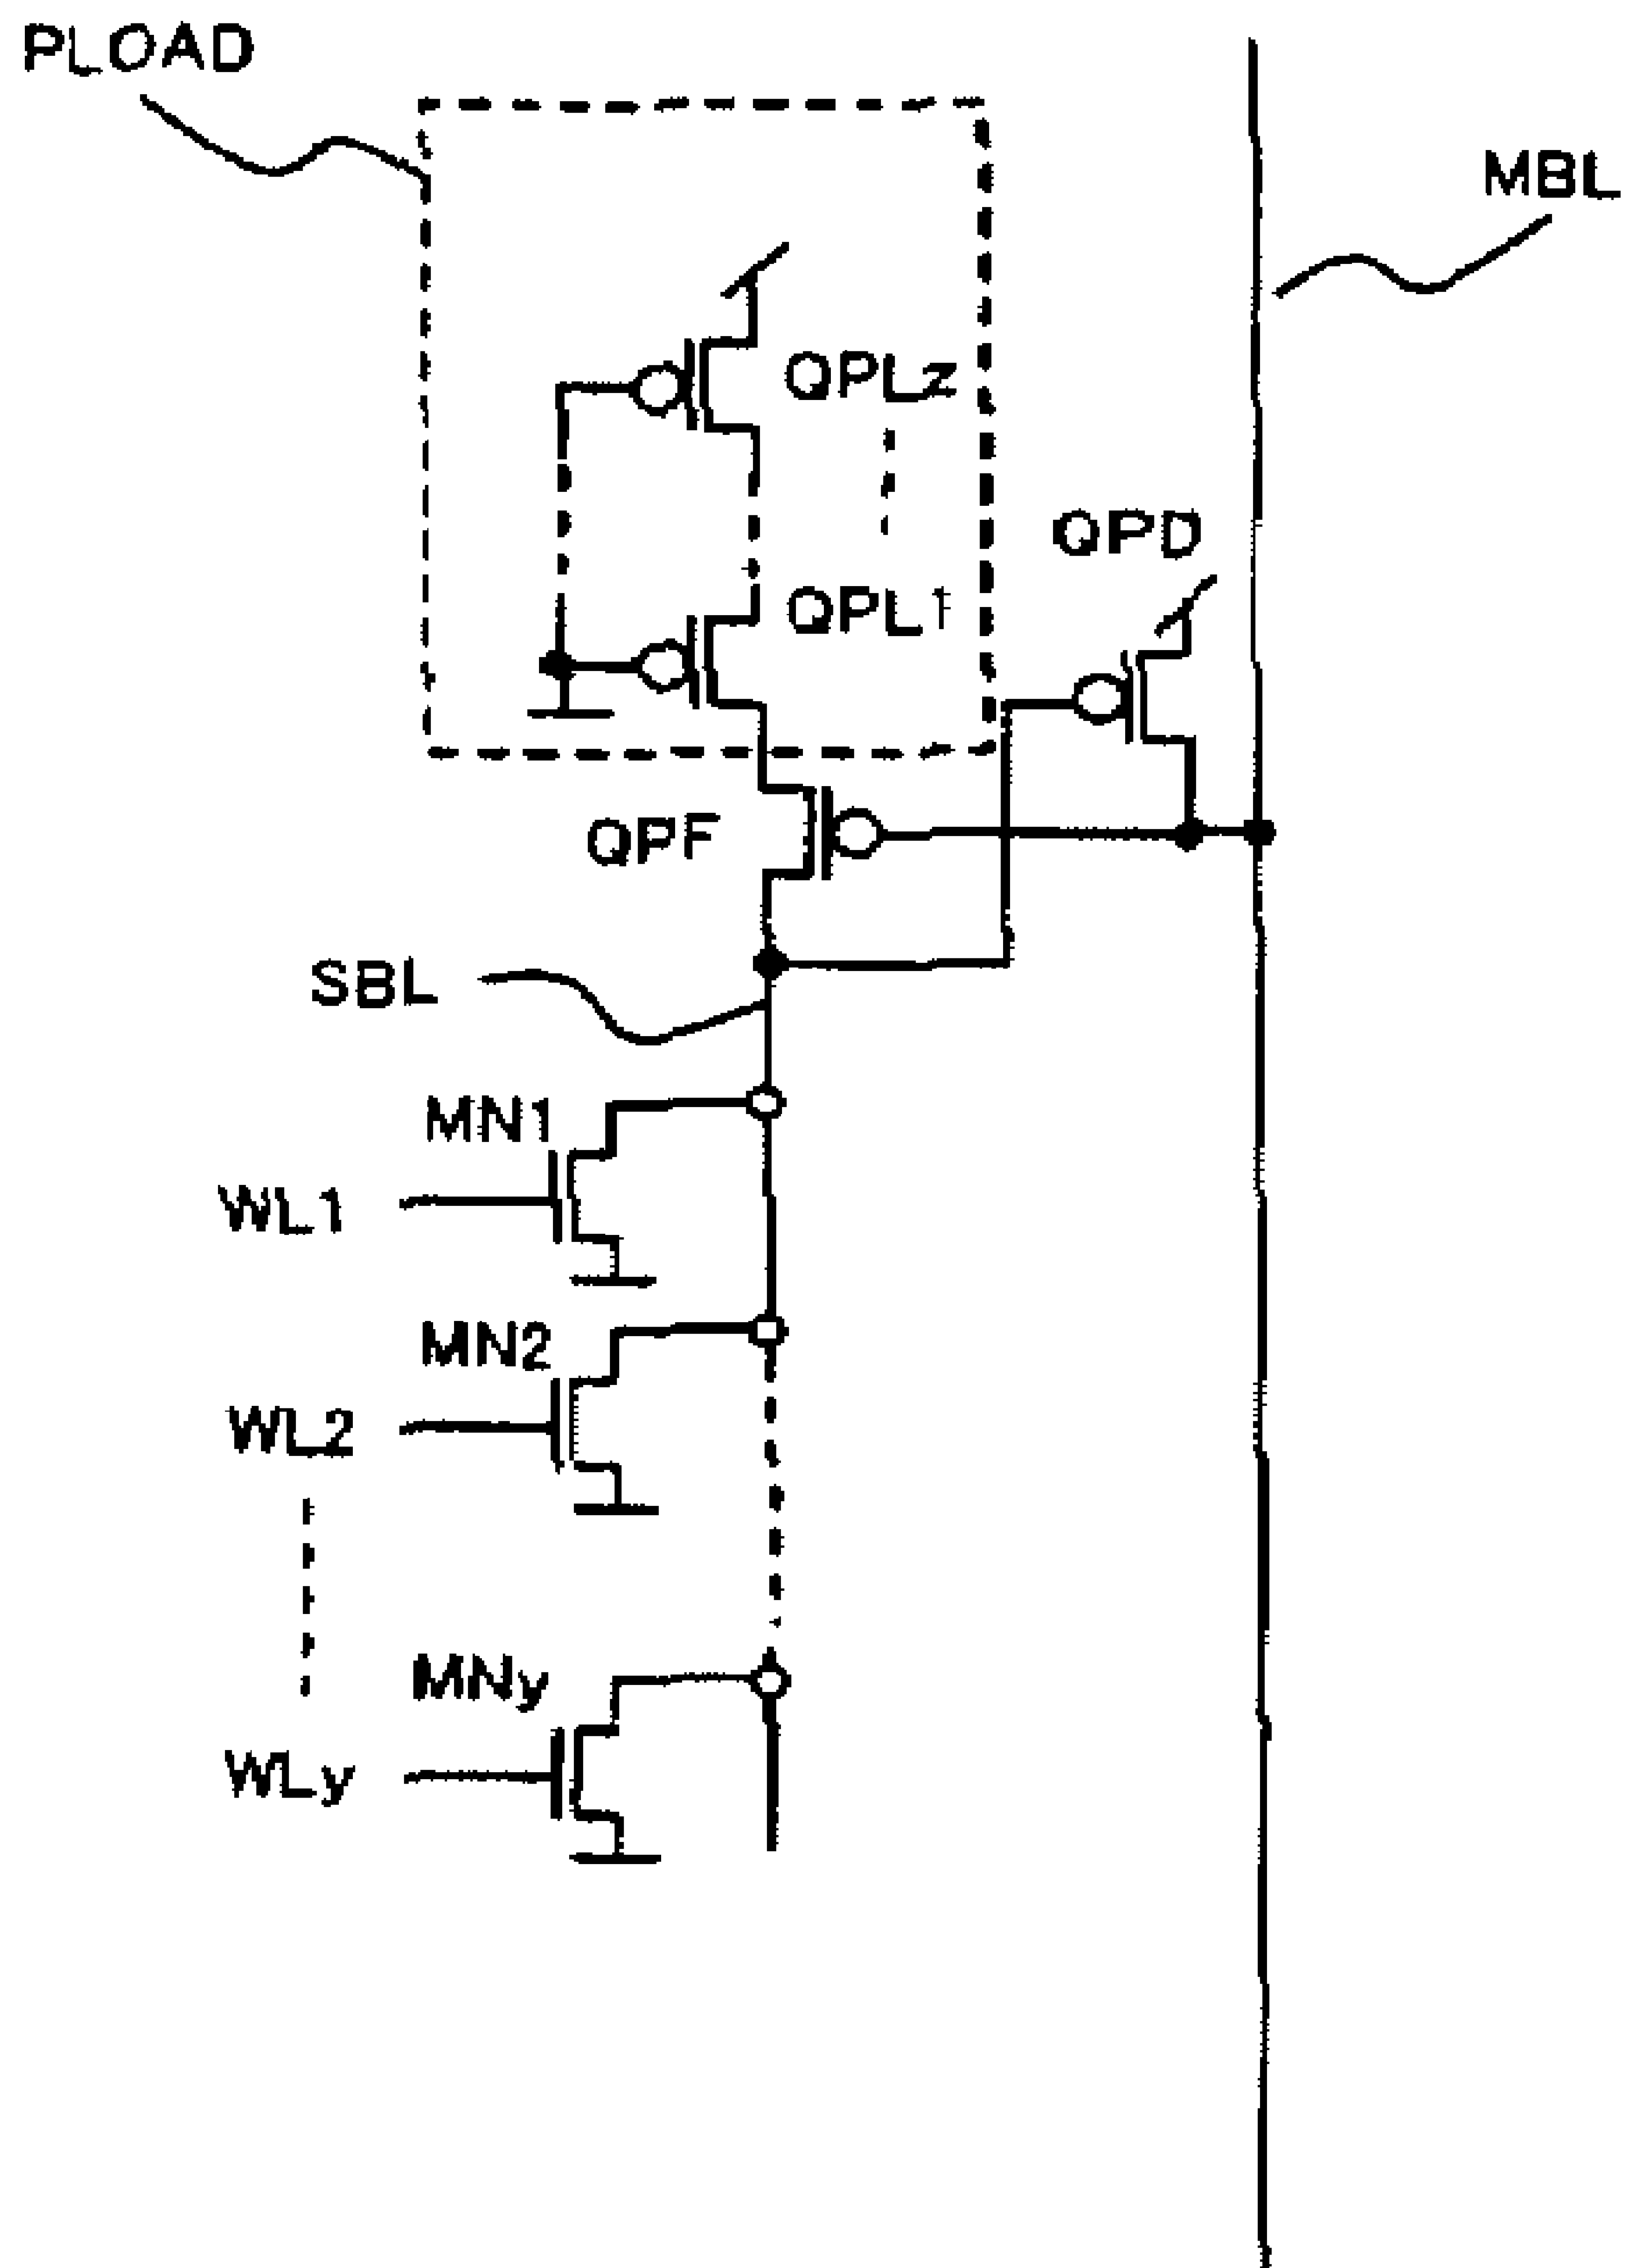 PLOAD
MBL
QPLz
QPD
QPL1
QPF
SBL
MN1
WL1
MN2
WL2
MNy
WLy